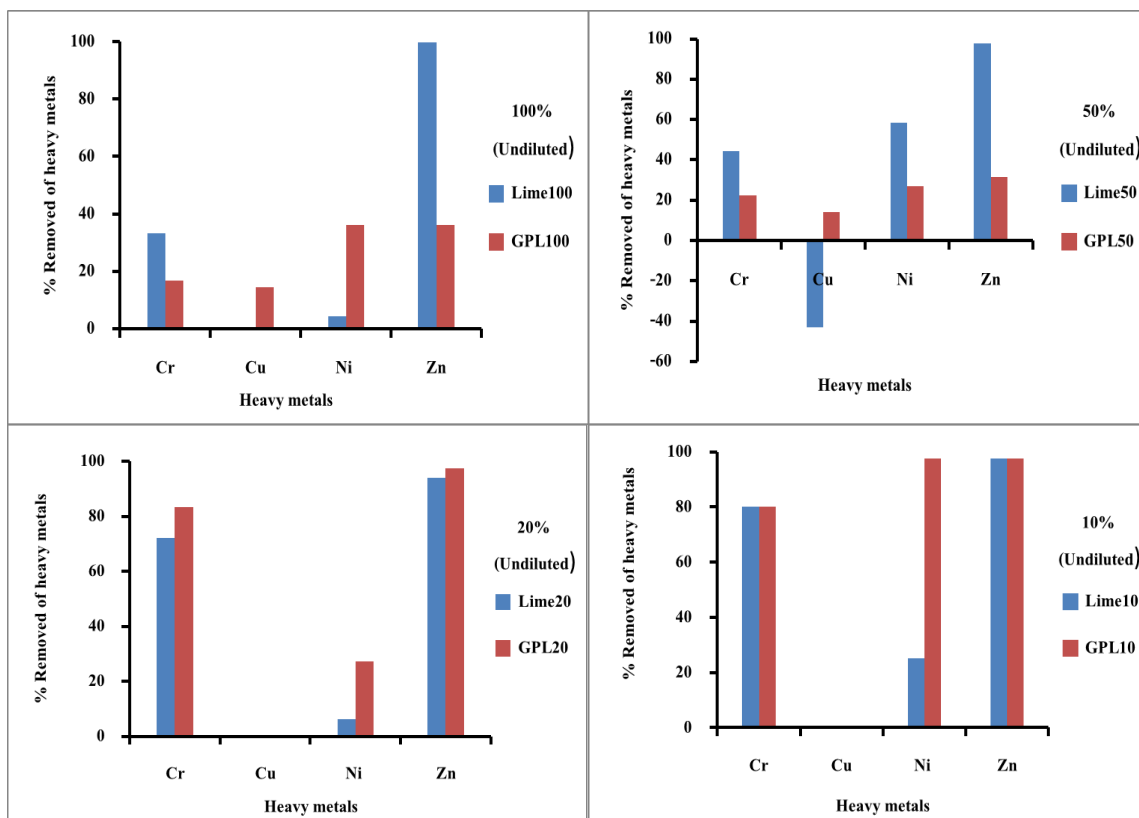 % Removed of heavy metals
100
80
60
40
20
0
Cr Cu Ni Zn
Heavy metals
100%
(Undiluted)
Lime100
GPL100
% Removed of heavy metals
100
80
60
40
20
0
-20
-40
-60
Cr Cu Ni Zn
Heavy metals
50%
(Undiluted)
Lime50
GPL50
% Removed of heavy metals
100
80
60
40
20
0
Cr Cu Ni Zn
Heavy metals
20%
(Undiluted)
Lime20
GPL20
% Removed of heavy metals
100
80
60
40
20
0
Cr Cu Ni Zn
Heavy metals
10%
(Undiluted)
Lime10
GPL10